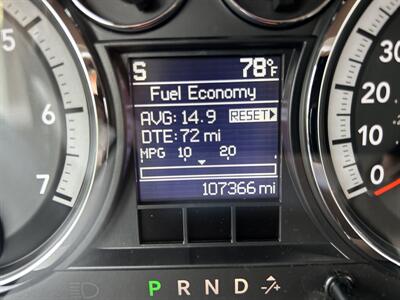 S 78°F
Fuel Economy
AVG: 14.9 RESET
DTE: 72 mi
MPG 10 20
107366 mi
5
6
7
30
20
10
0
P R N D